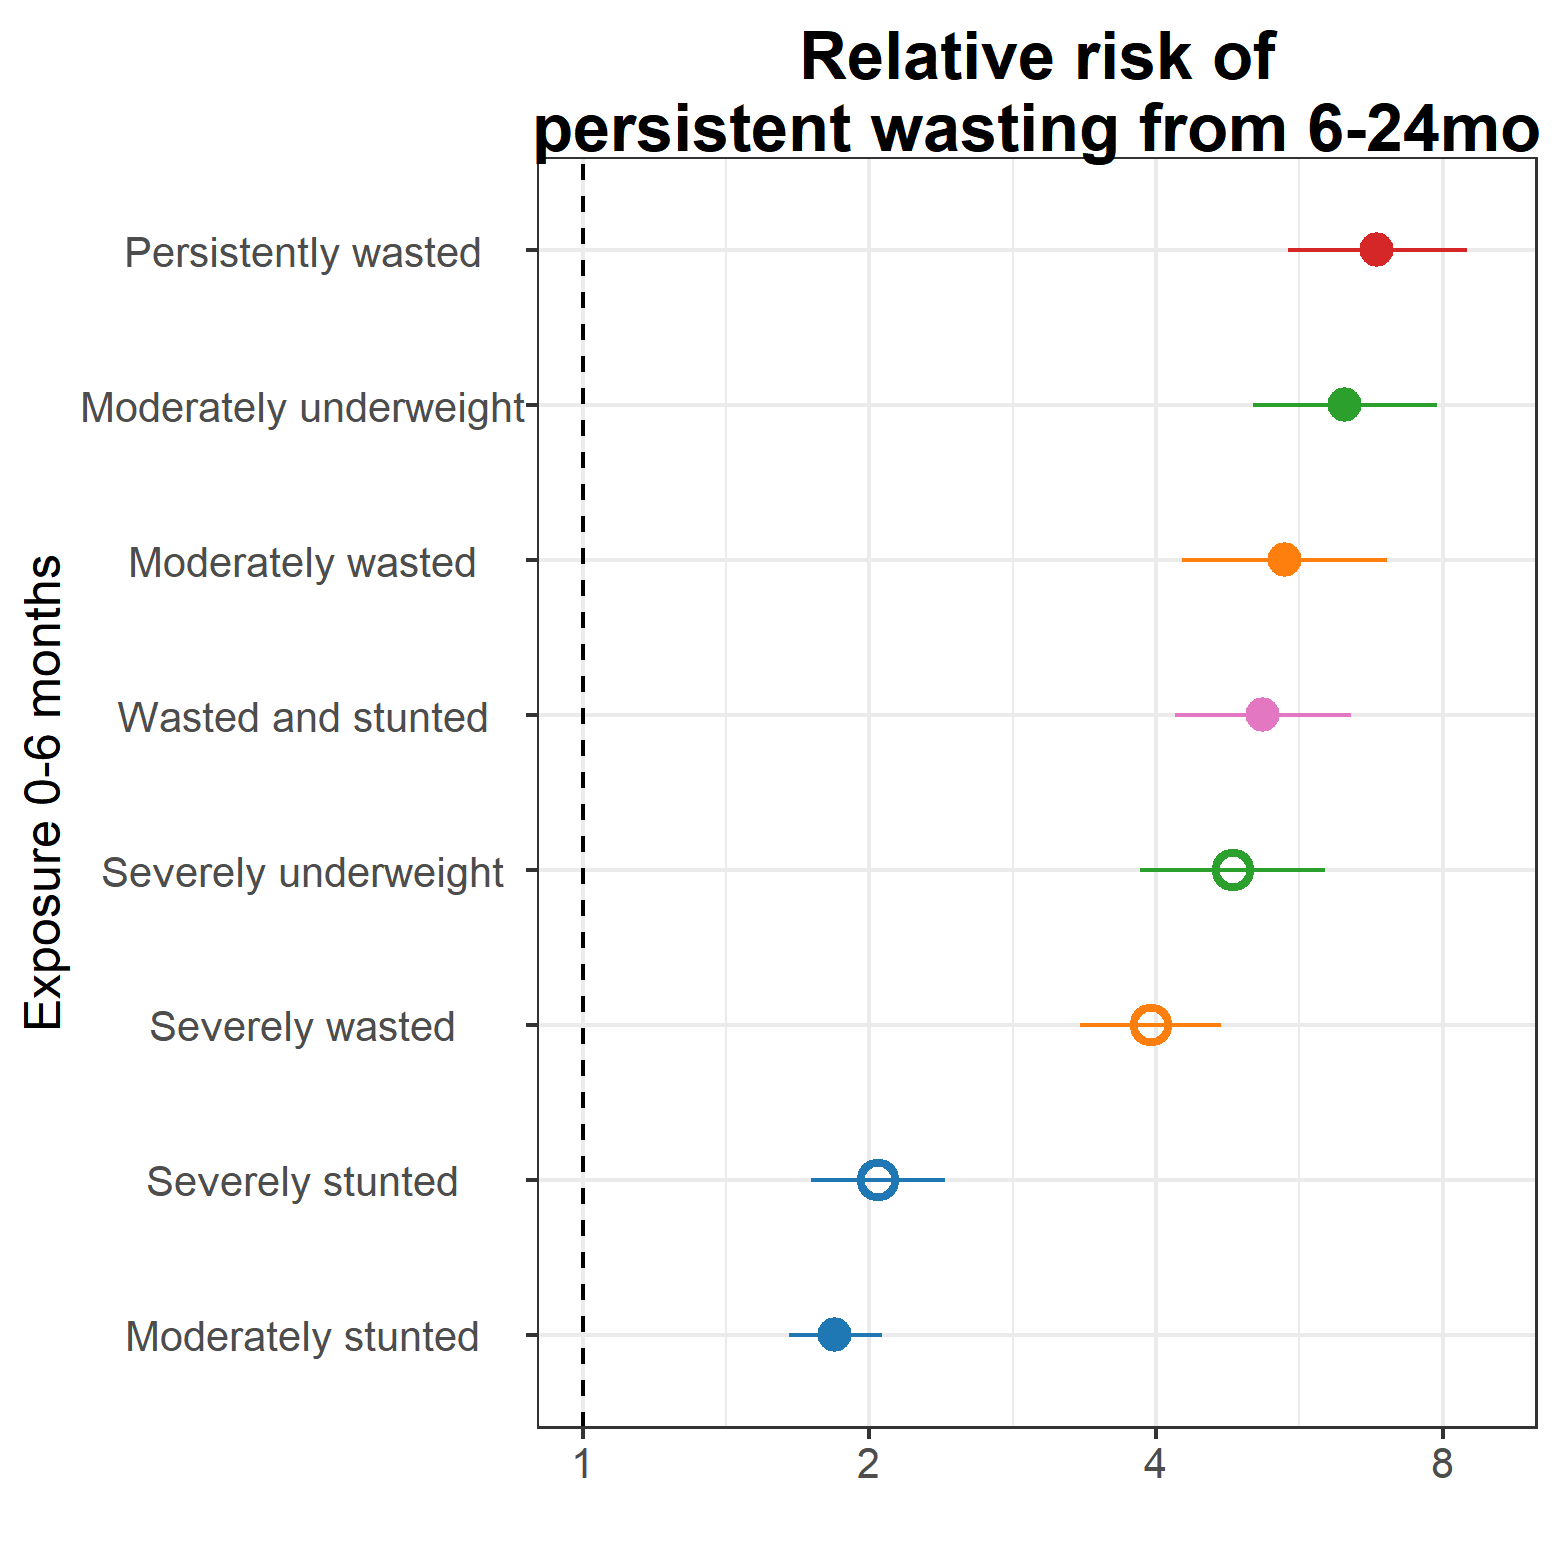 Relative risk of
persistent wasting from 6-24mo
Exposure 0-6 months
Persistently wasted
Moderately underweight
Moderately wasted
Wasted and stunted
Severely underweight
Severely wasted
Severely stunted
Moderately stunted
1 2 4 8